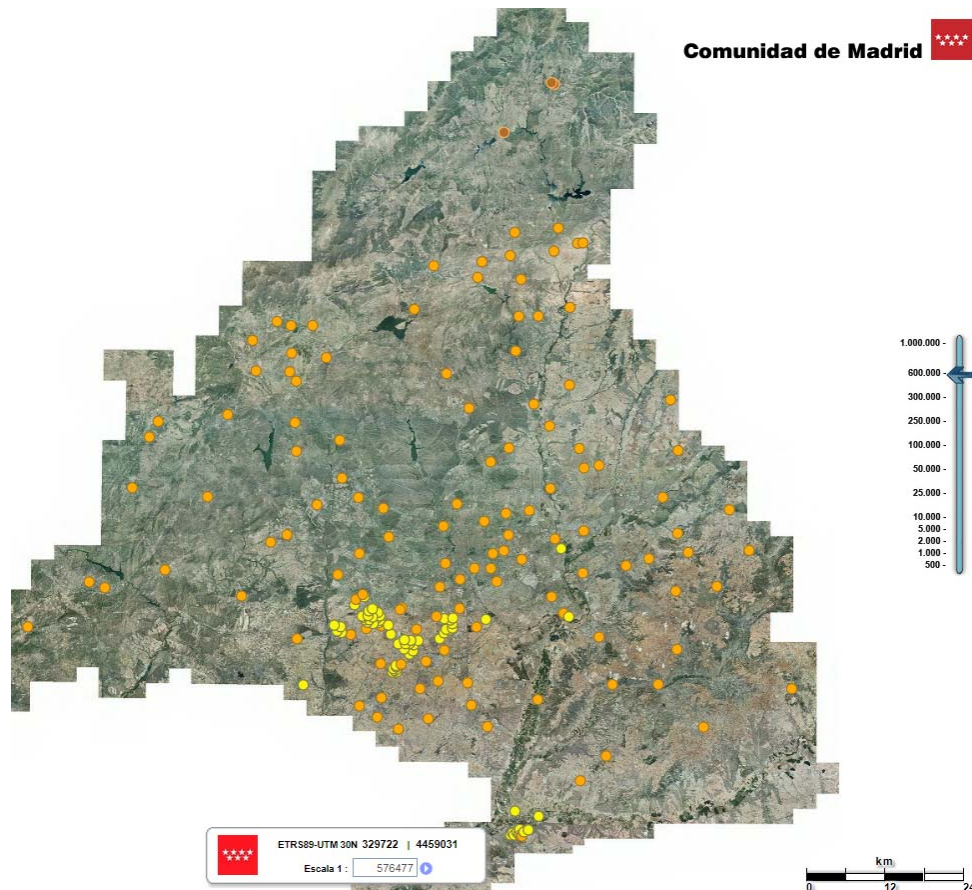 Comunidad de Madrid
1.000.000 -
600.000 -
300.000 -
250.000 -
100.000 -
50.000 -
25.000 -
10.000 -
5.000 -
2.000 -
1.000 -
500 -
ETRS89-UTM 30N 329722 | 4459031
Escala 1 : 576477
km
0 12 24